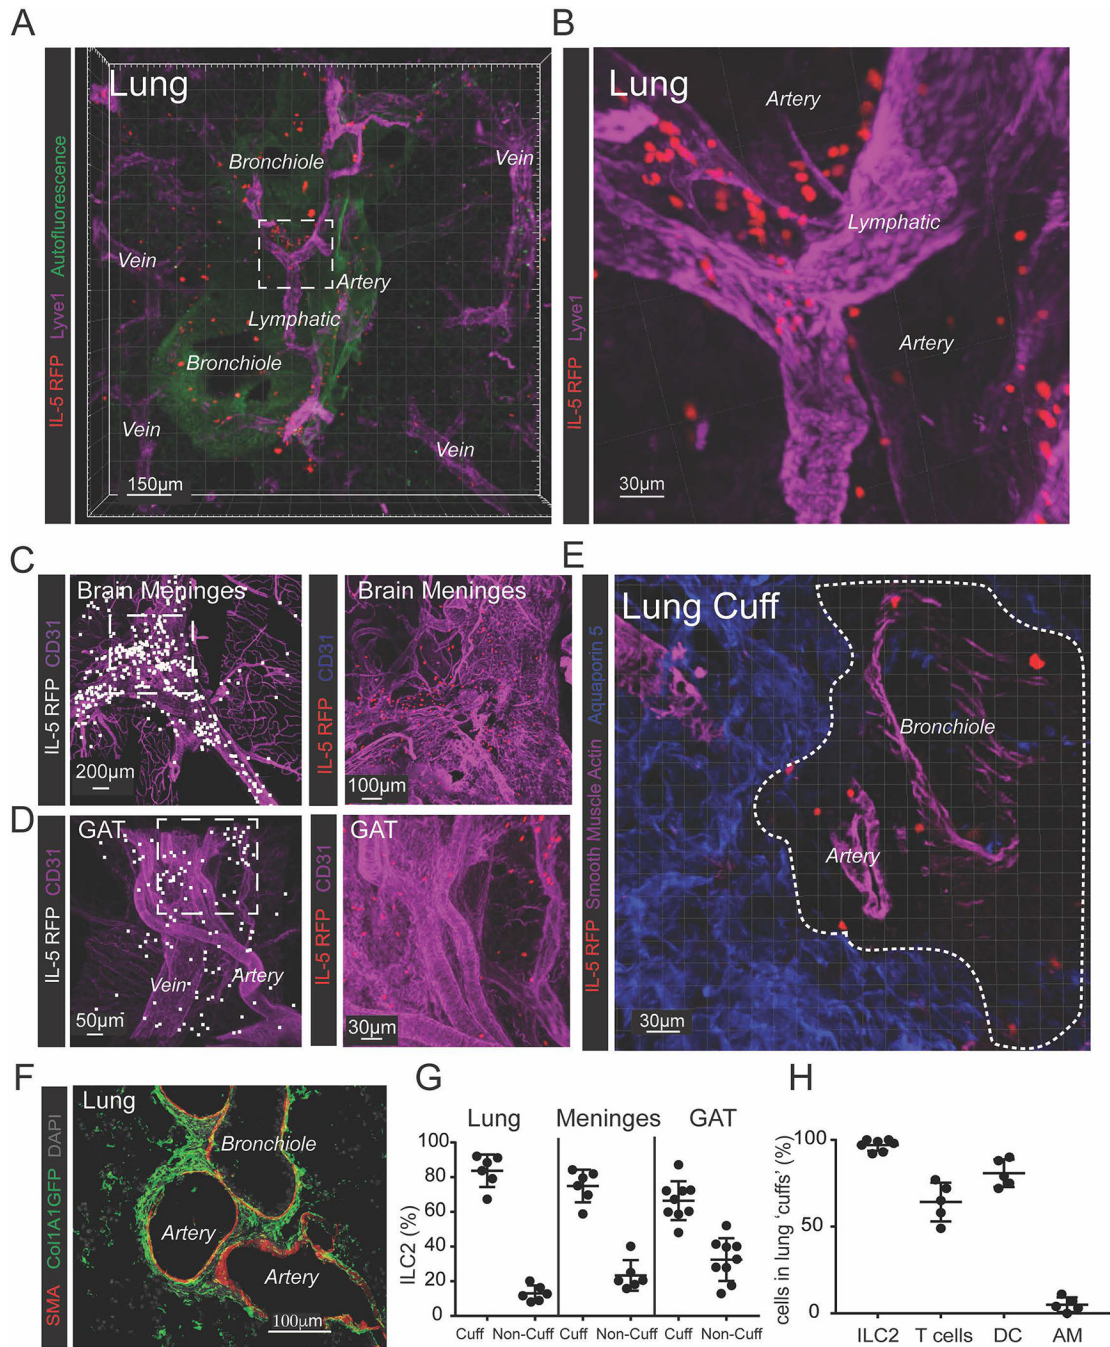 A
IL-5 RFP Lyve1 Autofluorescence
Lung
Bronchiole
Vein
Vein
Artery
Lymphatic
Bronchiole
Vein
Vein
150µm
B
IL-5 RFP Lyve1
Lung
Artery
Lymphatic
Artery
30µm
C
IL-5 RFP CD31
Brain Meninges
200µm
IL-5 RFP CD31
Brain Meninges
100µm
D
IL-5 RFP CD31
GAT
Vein
Artery
50µm
IL-5 RFP CD31
GAT
30µm
E
IL-5 RFP Smooth Muscle Actin Aquaporin 5
Lung Cuff
Bronchiole
Artery
30µm
F
SMA Col1A1GFP DAPI
Lung
Bronchiole
Artery
Artery
100µm
G
Lung Meninges GAT
ILC2 (%)
100
80
60
40
20
0
Cuff Non-Cuff Cuff Non-Cuff Cuff Non-Cuff
H
cells in lung ‘cuffs’ (%)
100
50
0
ILC2 T cells DC AM